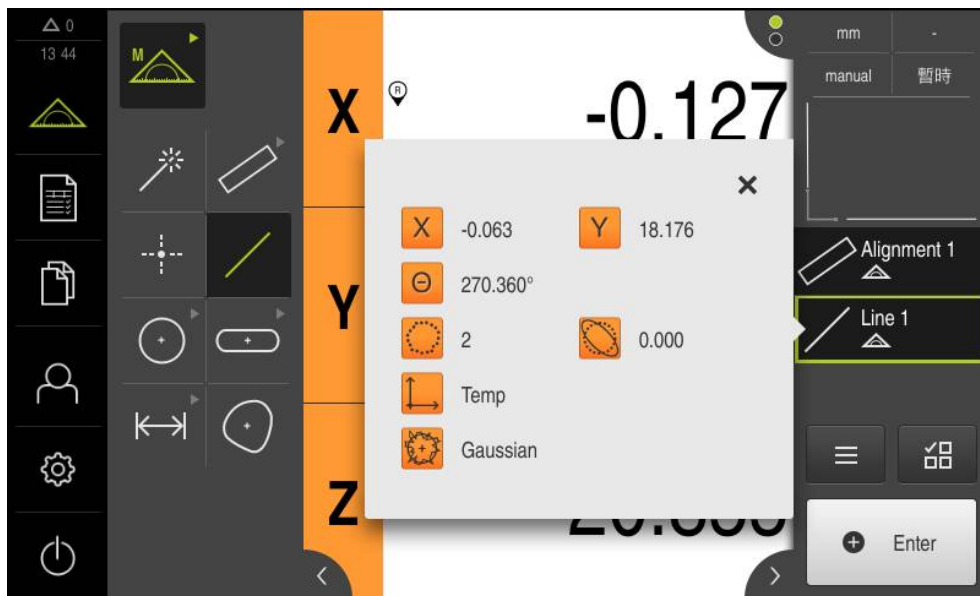 0
13 44
M
X
R
-0.127
Y
Z
X -0.063 Y 18.176
Θ 270.360°
2 0.000
Temp
Gaussian
mm -
manual 暫時
Alignment 1
Line 1
Enter